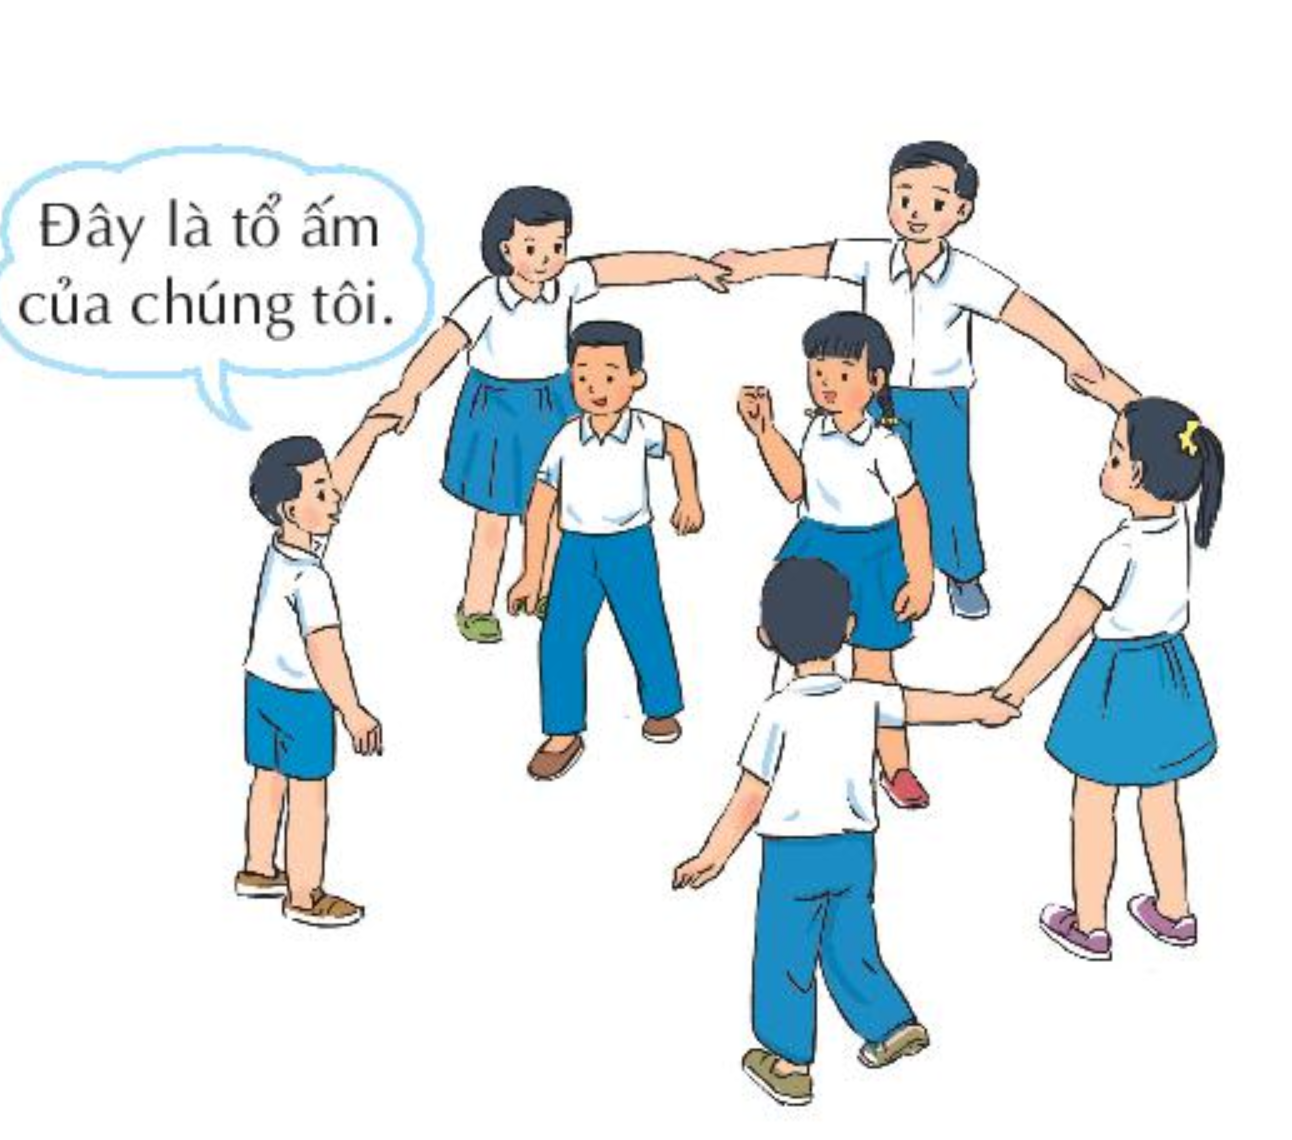 Đây là tổ ấm
của chúng tôi.